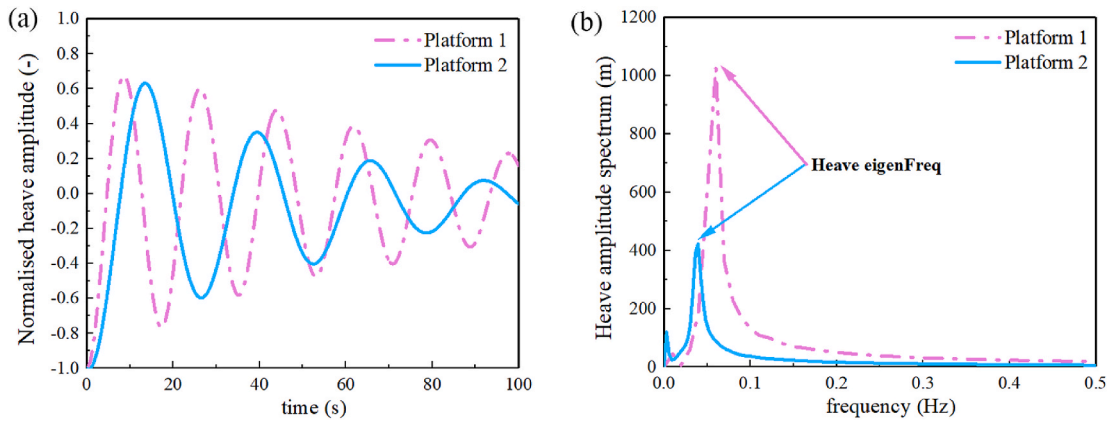 (a)
Normalised heave amplitude (-)
1.0
0.8
0.6
0.4
0.2
0.0
-0.2
-0.4
-0.6
-0.8
-1.0
Platform 1
Platform 2
0 20 40 60 80 100
time (s)
(b)
Heave amplitude spectrum (m)
1200
1000
800
600
400
200
0
Platform 1
Platform 2
Heave eigenFreq
0.0 0.1 0.2 0.3 0.4 0.5
frequency (Hz)